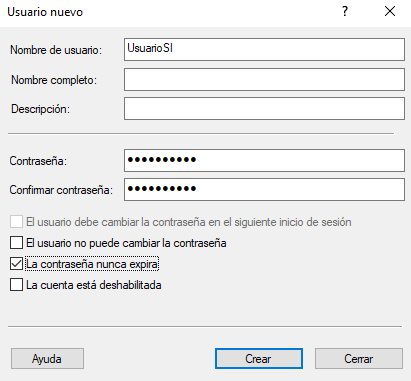 Usuario nuevo ? ×
Nombre de usuario: UsuarioSI
Nombre completo:
Descripción:
Contraseña: ●●●●●●●●●●
Confirmar contraseña: ●●●●●●●●●●
El usuario debe cambiar la contraseña en el siguiente inicio de sesión
El usuario no puede cambiar la contraseña
La contraseña nunca expira
La cuenta está deshabilitada
Ayuda Crear Cerrar